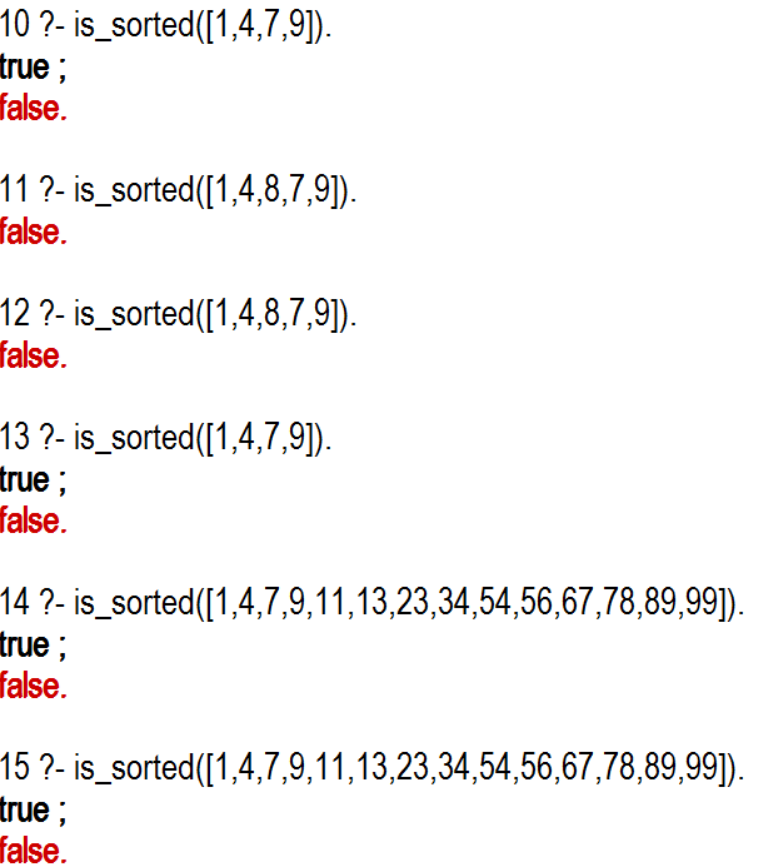 10 ?- is_sorted([1,4,7,9]).
true ;
false.
11 ?- is_sorted([1,4,8,7,9]).
false.
12 ?- is_sorted([1,4,8,7,9]).
false.
13 ?- is_sorted([1,4,7,9]).
true ;
false.
14 ?- is_sorted([1,4,7,9,11,13,23,34,54,56,67,78,89,99]).
true ;
false.
15 ?- is_sorted([1,4,7,9,11,13,23,34,54,56,67,78,89,99]).
true ;
false.